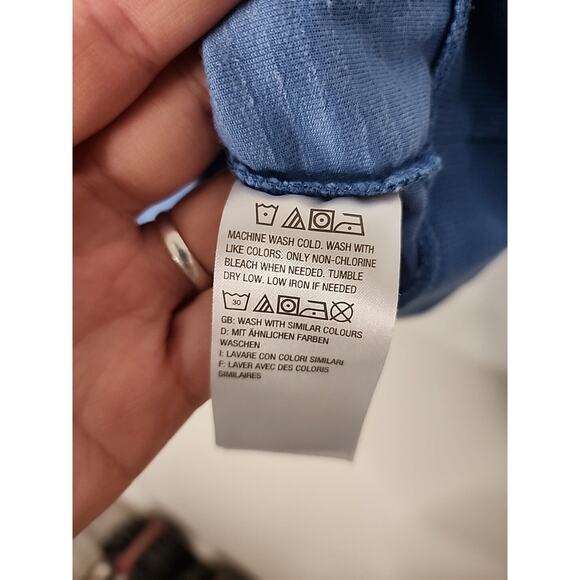 MACHINE WASH COLD. WASH WITH
LIKE COLORS. ONLY NON-CHLORINE
BLEACH WHEN NEEDED. TUMBLE
DRY LOW. LOW IRON IF NEEDED
30
GB: WASH WITH SIMILAR COLOURS
D: MIT ÄHNLICHEN FARBEN
WASCHEN
I: LAVARE CON COLORI SIMILARI
F: LAVER AVEC DES COLORIS
SIMILAIRES